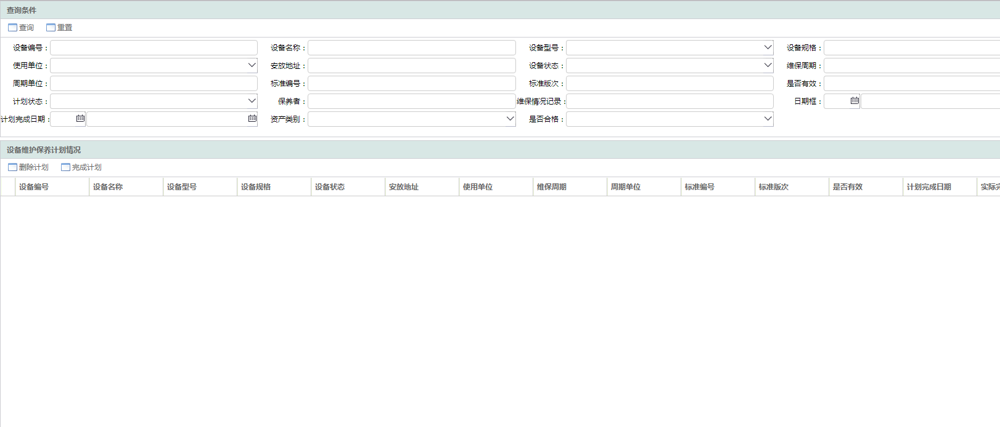 查询条件
查询 重置
设备编号： 设备名称： 设备型号： 设备规格：
使用单位： 安放地址： 设备状态： 维保周期：
周期单位： 标准编号： 标准版次： 是否有效：
计划状态： 保养者： 维保情况记录： 日期框：
计划完成日期： 资产类别： 是否合格：
设备维护保养计划情况
删除计划 完成计划
设备编号 设备名称 设备型号 设备规格 设备状态 安放地址 使用单位 维保周期 周期单位 标准编号 标准版次 是否有效 计划完成日期 实际完